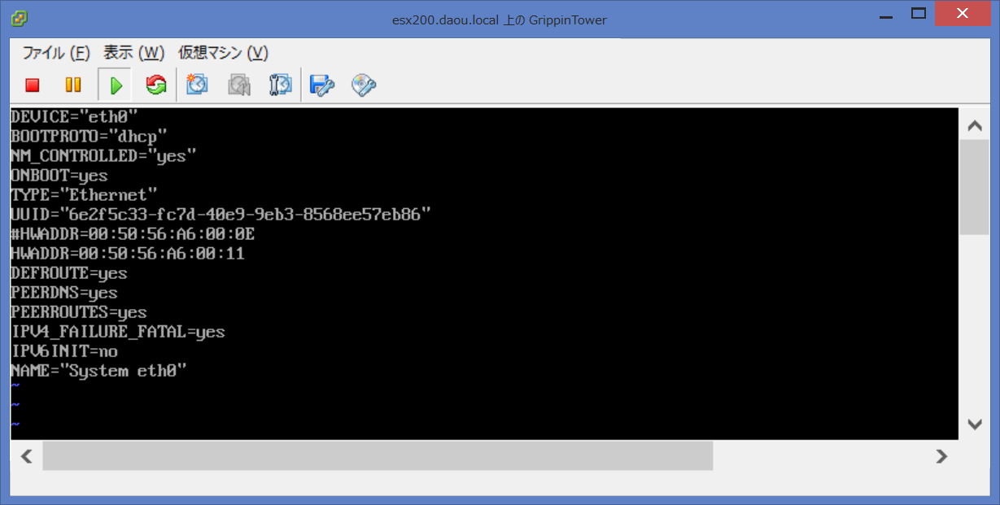 esx200.daou.local 上の GrippinTower
ファイル (F) 表示 (W) 仮想マシン (V)
DEVICE="eth0"
BOOTPROTO="dhcp"
NM_CONTROLLED="yes"
ONBOOT=yes
TYPE="Ethernet"
UUID="6e2f5c33-fc7d-40e9-9eb3-8568ee57eb86"
#HWADDR=00:50:56:A6:00:0E
HWADDR=00:50:56:A6:00:11
DEFROUTE=yes
PEERDNS=yes
PEERROUTES=yes
IPV4_FAILURE_FATAL=yes
IPV6INIT=no
NAME="System eth0"
~
~
~